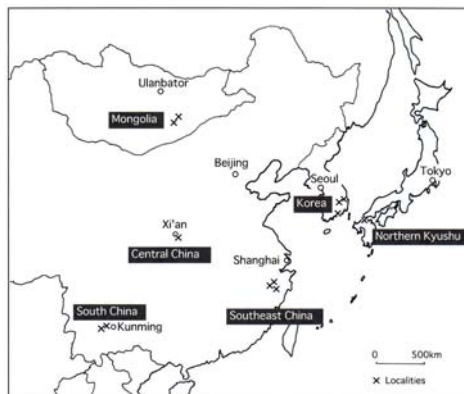 Ulanbator
Mongolia
Beijing
Seoul
Tokyo
Korea
Xi'an
Northern Kyushu
Central China
Shanghai
South China
Kunming
Southeast China
0 500km
× Localities